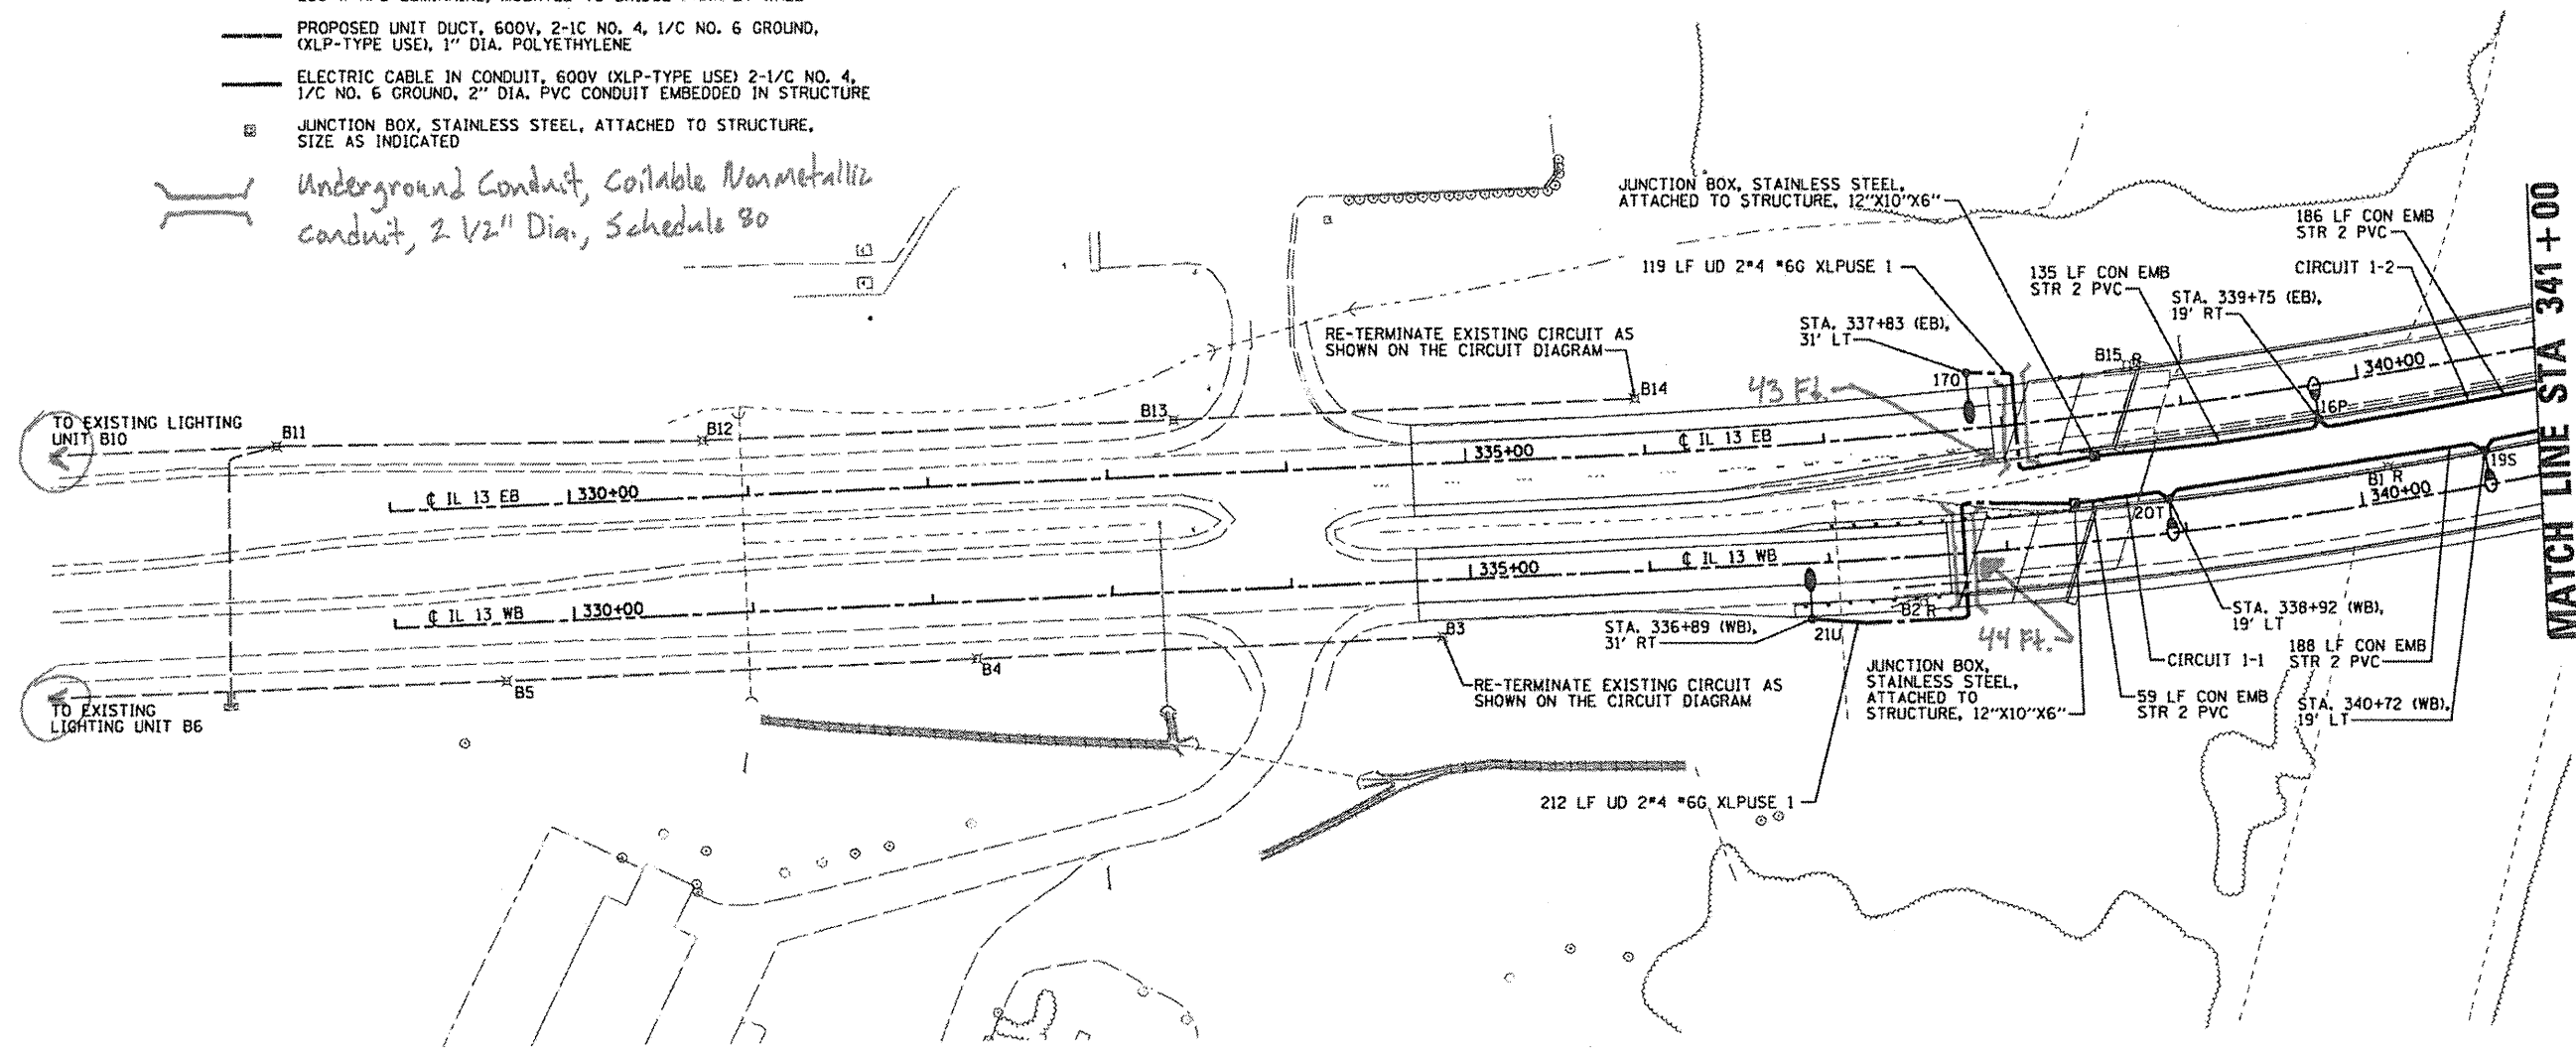 PROPOSED UNIT DUCT, 600V, 2-1C NO. 4, 1/C NO. 6 GROUND,
(XLP-TYPE USE), 1" DIA. POLYETHYLENE
ELECTRIC CABLE IN CONDUIT, 600V (XLP-TYPE USE) 2-1/C NO. 4,
1/C NO. 6 GROUND, 2" DIA. PVC CONDUIT EMBEDDED IN STRUCTURE
JUNCTION BOX, STAINLESS STEEL, ATTACHED TO STRUCTURE,
SIZE AS INDICATED
Underground Conduit, Coilable Nonmetallic
conduit, 2 1/2" Dia., Schedule 80
JUNCTION BOX, STAINLESS STEEL,
ATTACHED TO STRUCTURE, 12"X10"X6"
119 LF UD 2#4 #6G XLPUSE 1
186 LF CON EMB
STR 2 PVC
CIRCUIT 1-2
135 LF CON EMB
STR 2 PVC
STA. 339+75 (EB),
19' RT
STA. 337+83 (EB),
31' LT
RE-TERMINATE EXISTING CIRCUIT AS
SHOWN ON THE CIRCUIT DIAGRAM
MATCH LINE STA 341+00
43 Ft.
170
B15 R
340+00
16P
B14
B13
B12
B11
TO EXISTING LIGHTING
UNIT B10
℄ IL 13 EB
330+00
335+00
℄ IL 13 EB
19S
B1 R
340+00
20T
℄ IL 13 WB
330+00
335+00
℄ IL 13 WB
B2 R
21U
B3
B4
B5
TO EXISTING
LIGHTING UNIT B6
STA. 336+89 (WB),
31' RT
44 Ft.
RE-TERMINATE EXISTING CIRCUIT AS
SHOWN ON THE CIRCUIT DIAGRAM
JUNCTION BOX,
STAINLESS STEEL,
ATTACHED TO
STRUCTURE, 12"X10"X6"
STA. 338+92 (WB),
19' LT
CIRCUIT 1-1
188 LF CON EMB
STR 2 PVC
59 LF CON EMB
STR 2 PVC
STA. 340+72 (WB),
19' LT
212 LF UD 2#4 #6G XLPUSE 1